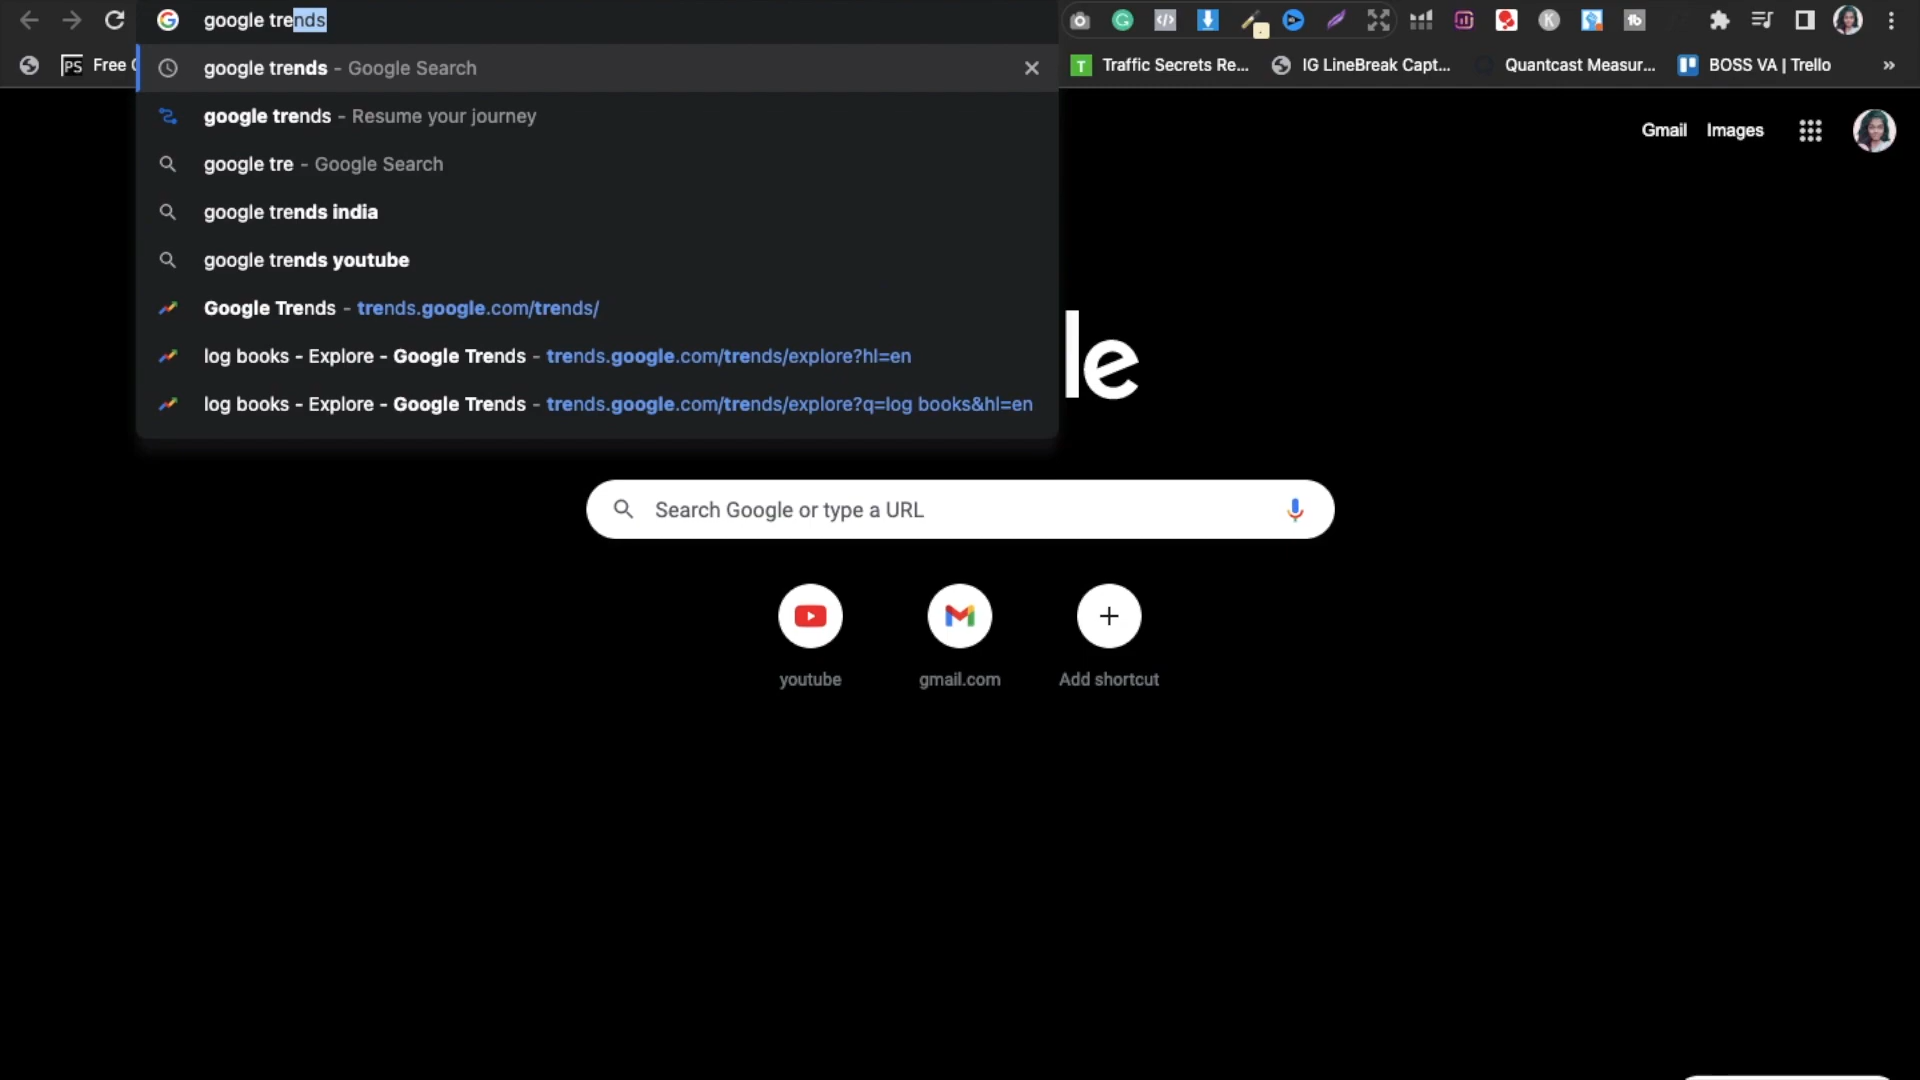 google trends
PS Free
google trends - Google Search
T Traffic Secrets Re... IG LineBreak Capt... Quantcast Measur... BOSS VA | Trello »
google trends - Resume your journey
Gmail Images
google tre - Google Search
google trends india
google trends youtube
Google Trends - trends.google.com/trends/
log books - Explore - Google Trends - trends.google.com/trends/explore?hl=en
le
log books - Explore - Google Trends - trends.google.com/trends/explore?q=log books&hl=en
Search Google or type a URL
youtube gmail.com Add shortcut